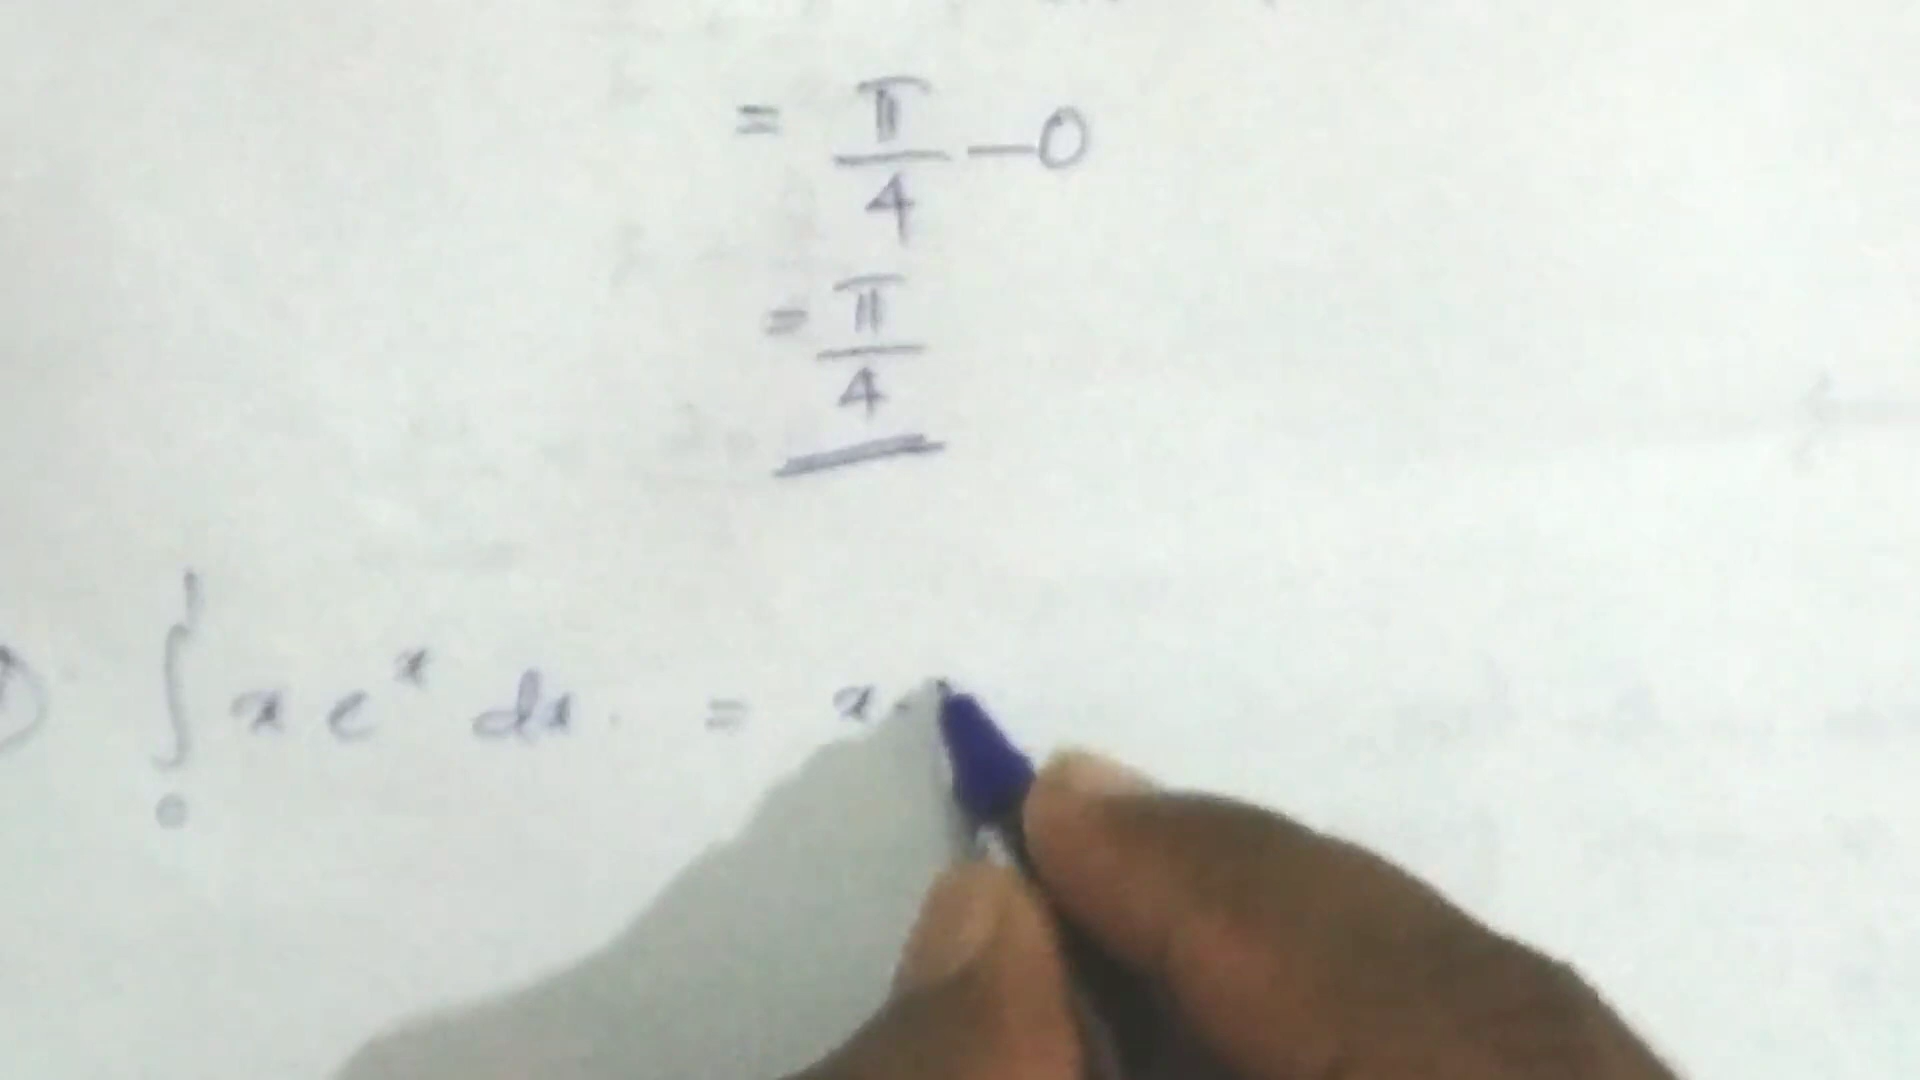 = π/4 — 0
= π/4
∫₀¹ x eˣ dx. = x.